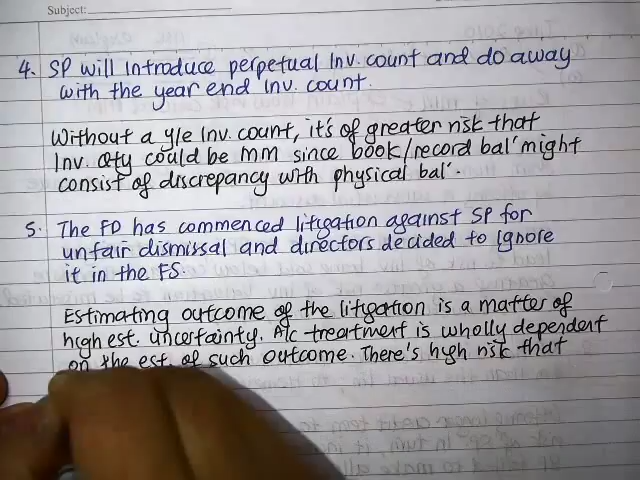 Subject:
4. SP will introduce perpetual Inv. count and do away
with the year end Inv. count.
Without a y/e Inv. count, it's of greater risk that
Inv. qty could be MM since book/record bal' might
consist of discrepancy with physical bal'.
5. The FD has commenced litigation against SP for
unfair dismissal and directors decided to ignore
it in the FS.
Estimating outcome of the litigation is a matter of
high est. uncertainty. A/c treatment is wholly dependent
on the est. of such outcome. There's high risk that